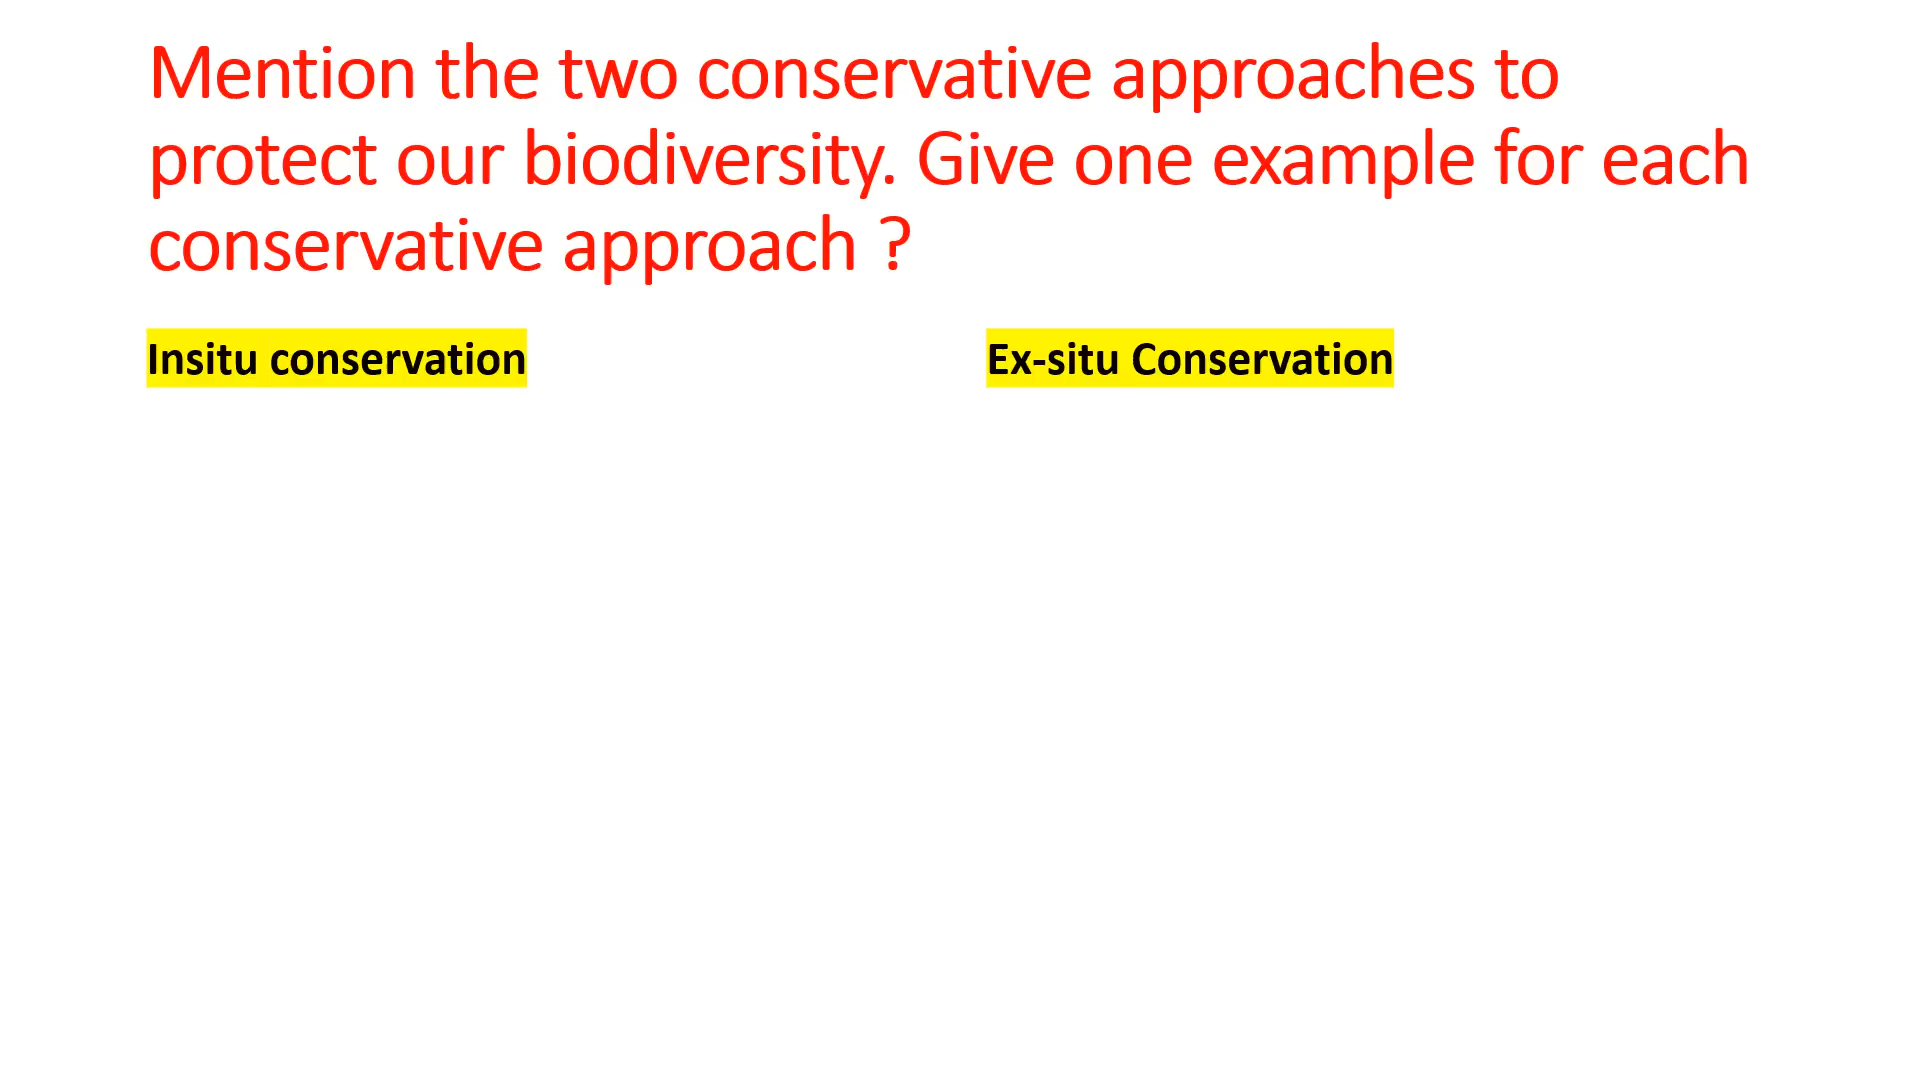 Mention the two conservative approaches to
protect our biodiversity. Give one example for each
conservative approach ?
Insitu conservation
Ex-situ Conservation